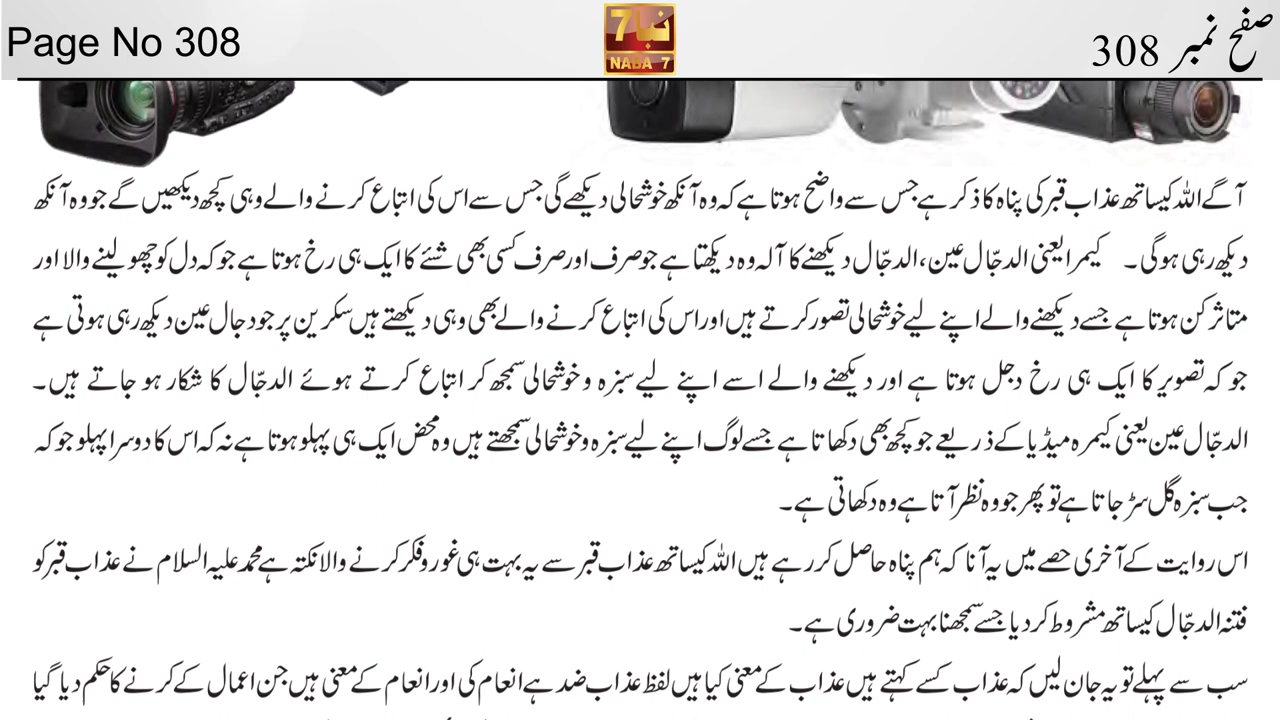 Page No 308
نبا 7
NABA 7
صفحہ نمبر 308
آگے اللہ کیساتھ عذاب قبر کی پناہ کا ذکر ہے جس سے واضح ہوتا ہے کہ وہ آنکھ خوشحالی دیکھے گی جس سے اس کی اتباع کرنے والے وہی کچھ دیکھیں گے جو وہ آنکھ
دیکھ رہی ہوگی۔ کیمرا یعنی الدجّال عین، الدجّال دیکھنے کا آلہ وہ دیکھتا ہے جو صرف اور صرف کسی بھی شئے کا ایک ہی رخ ہوتا ہے جو کہ دل کو چھو لینے والا اور
متاثر کن ہوتا ہے جسے دیکھنے والے اپنے لیے خوشحالی تصور کرتے ہیں اور اس کی اتباع کرنے والے بھی وہی دیکھتے ہیں سکرین پر جو دجال عین دیکھ رہی ہوتی ہے
جو کہ تصویر کا ایک ہی رخ دجل ہوتا ہے اور دیکھنے والے اسے اپنے لیے سبزہ و خوشحالی سمجھ کر اتباع کرتے ہوئے الدجّال کا شکار ہو جاتے ہیں۔
الدجّال عین یعنی کیمرہ میڈیا کے ذریعے جو کچھ بھی دکھاتا ہے جسے لوگ اپنے لیے سبزہ و خوشحالی سمجھتے ہیں وہ محض ایک ہی پہلو ہوتا ہے نہ کہ اس کا دوسرا پہلو جو کہ
جب سبزہ گل سڑ جاتا ہے تو پھر جو وہ نظر آتا ہے وہ دکھاتی ہے۔
اس روایت کے آخری حصے میں یہ آنا کہ ہم پناہ حاصل کر رہے ہیں اللہ کیساتھ عذاب قبر سے یہ بہت ہی غور و فکر کرنے والا نکتہ ہے محمد علیہ السلام نے عذاب قبر کو
فتنہ الدجّال کیساتھ مشروط کر دیا جسے سمجھنا بہت ضروری ہے۔
سب سے پہلے تو یہ جان لیں کہ عذاب کسے کہتے ہیں عذاب کے معنی کیا ہیں لفظ عذاب ضد ہے انعام کی اور انعام کے معنی ہیں جن اعمال کے کرنے کا حکم دیا گیا